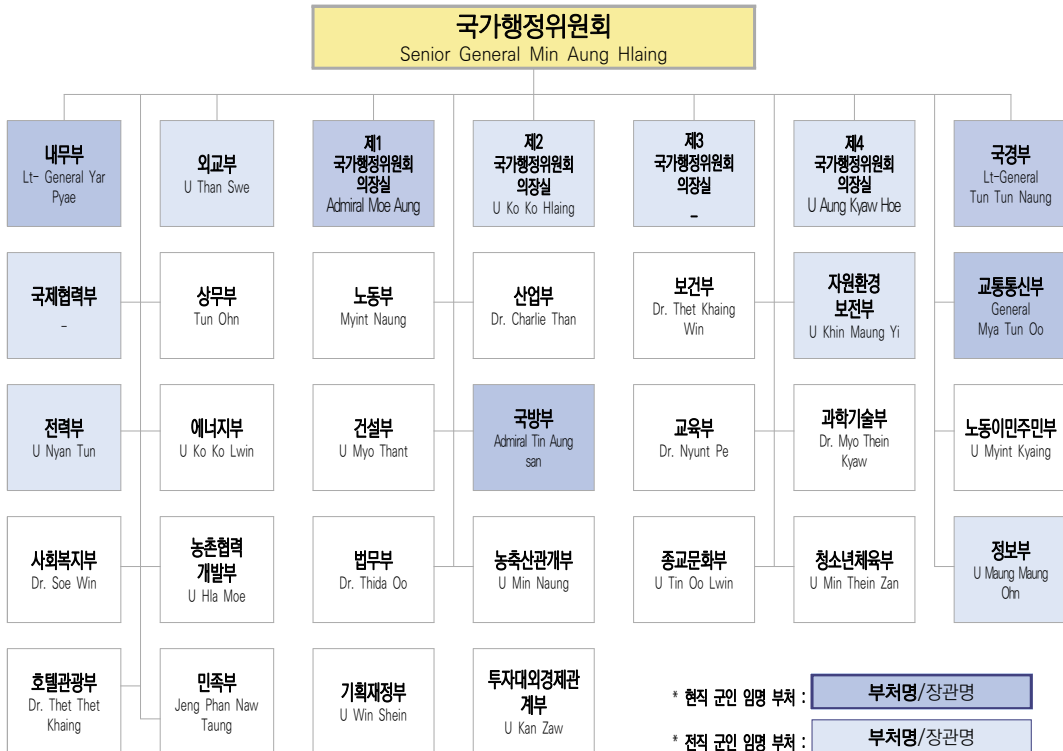 국가행정위원회
Senior General Min Aung Hlaing
내무부
Lt- General Yar
Pyae
외교부
U Than Swe
제1
국가행정위원회
의장실
Admiral Moe Aung
제2
국가행정위원회
의장실
U Ko Ko Hlaing
제3
국가행정위원회
의장실
-
제4
국가행정위원회
의장실
U Aung Kyaw Hoe
국경부
Lt-General
Tun Tun Naung
국제협력부
-
상무부
Tun Ohn
노동부
Myint Naung
산업부
Dr. Charlie Than
보건부
Dr. Thet Khaing
Win
자원환경
보전부
U Khin Maung Yi
교통통신부
General
Mya Tun Oo
전력부
U Nyan Tun
에너지부
U Ko Ko Lwin
건설부
U Myo Thant
국방부
Admiral Tin Aung
san
교육부
Dr. Nyunt Pe
과학기술부
Dr. Myo Thein
Kyaw
노동이민주민부
U Myint Kyaing
사회복지부
Dr. Soe Win
농촌협력
개발부
U Hla Moe
법무부
Dr. Thida Oo
농축산관개부
U Min Naung
종교문화부
U Tin Oo Lwin
청소년체육부
U Min Thein Zan
정보부
U Maung Maung
Ohn
호텔관광부
Dr. Thet Thet
Khaing
민족부
Jeng Phan Naw
Taung
기획재정부
U Win Shein
투자대외경제관
계부
U Kan Zaw
* 현직 군인 임명 부처 : 부처명/장관명
* 전직 군인 임명 부처 : 부처명/장관명